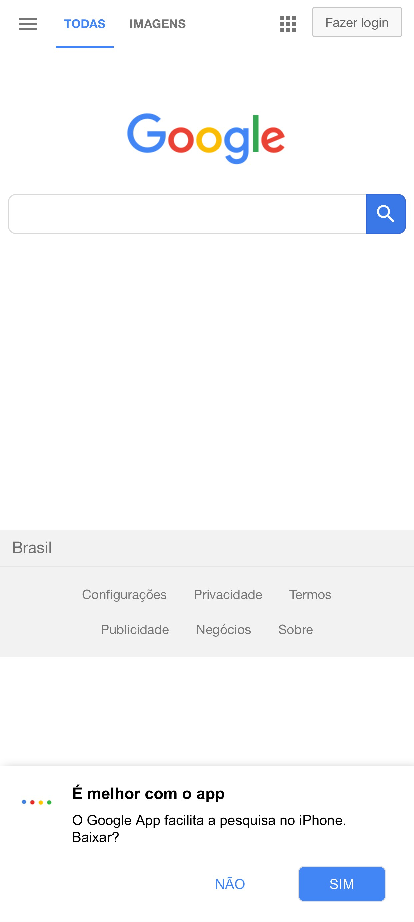 TODAS IMAGENS Fazer login
Google
Brasil
Configurações Privacidade Termos
Publicidade Negócios Sobre
É melhor com o app
O Google App facilita a pesquisa no iPhone.
Baixar?
NÃO SIM